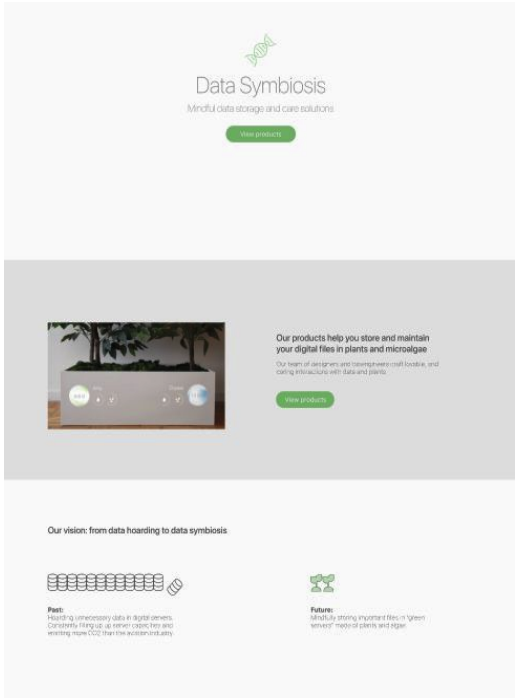 Data Symbiosis
Mindful data storage and care solutions
View products
Our products help you store and maintain
your digital files in plants and microalgae
Our team of designers and bioengineers craft lovable, and
caring interactions with data and plants
View products
Our vision: from data hoarding to data symbiosis
Past:
Hoarding unnecessary data in digital servers.
Constantly filling up up server capacities and
emitting more CO2 than the aviation industry.
Future:
Mindfully storing important files in "green
servers" made of plants and algae